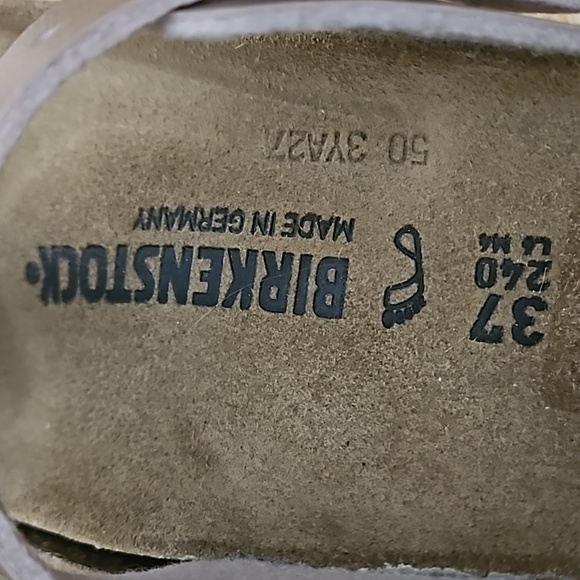 37
240
L6 M4
BIRKENSTOCK®
MADE IN GERMANY
50 3YA27